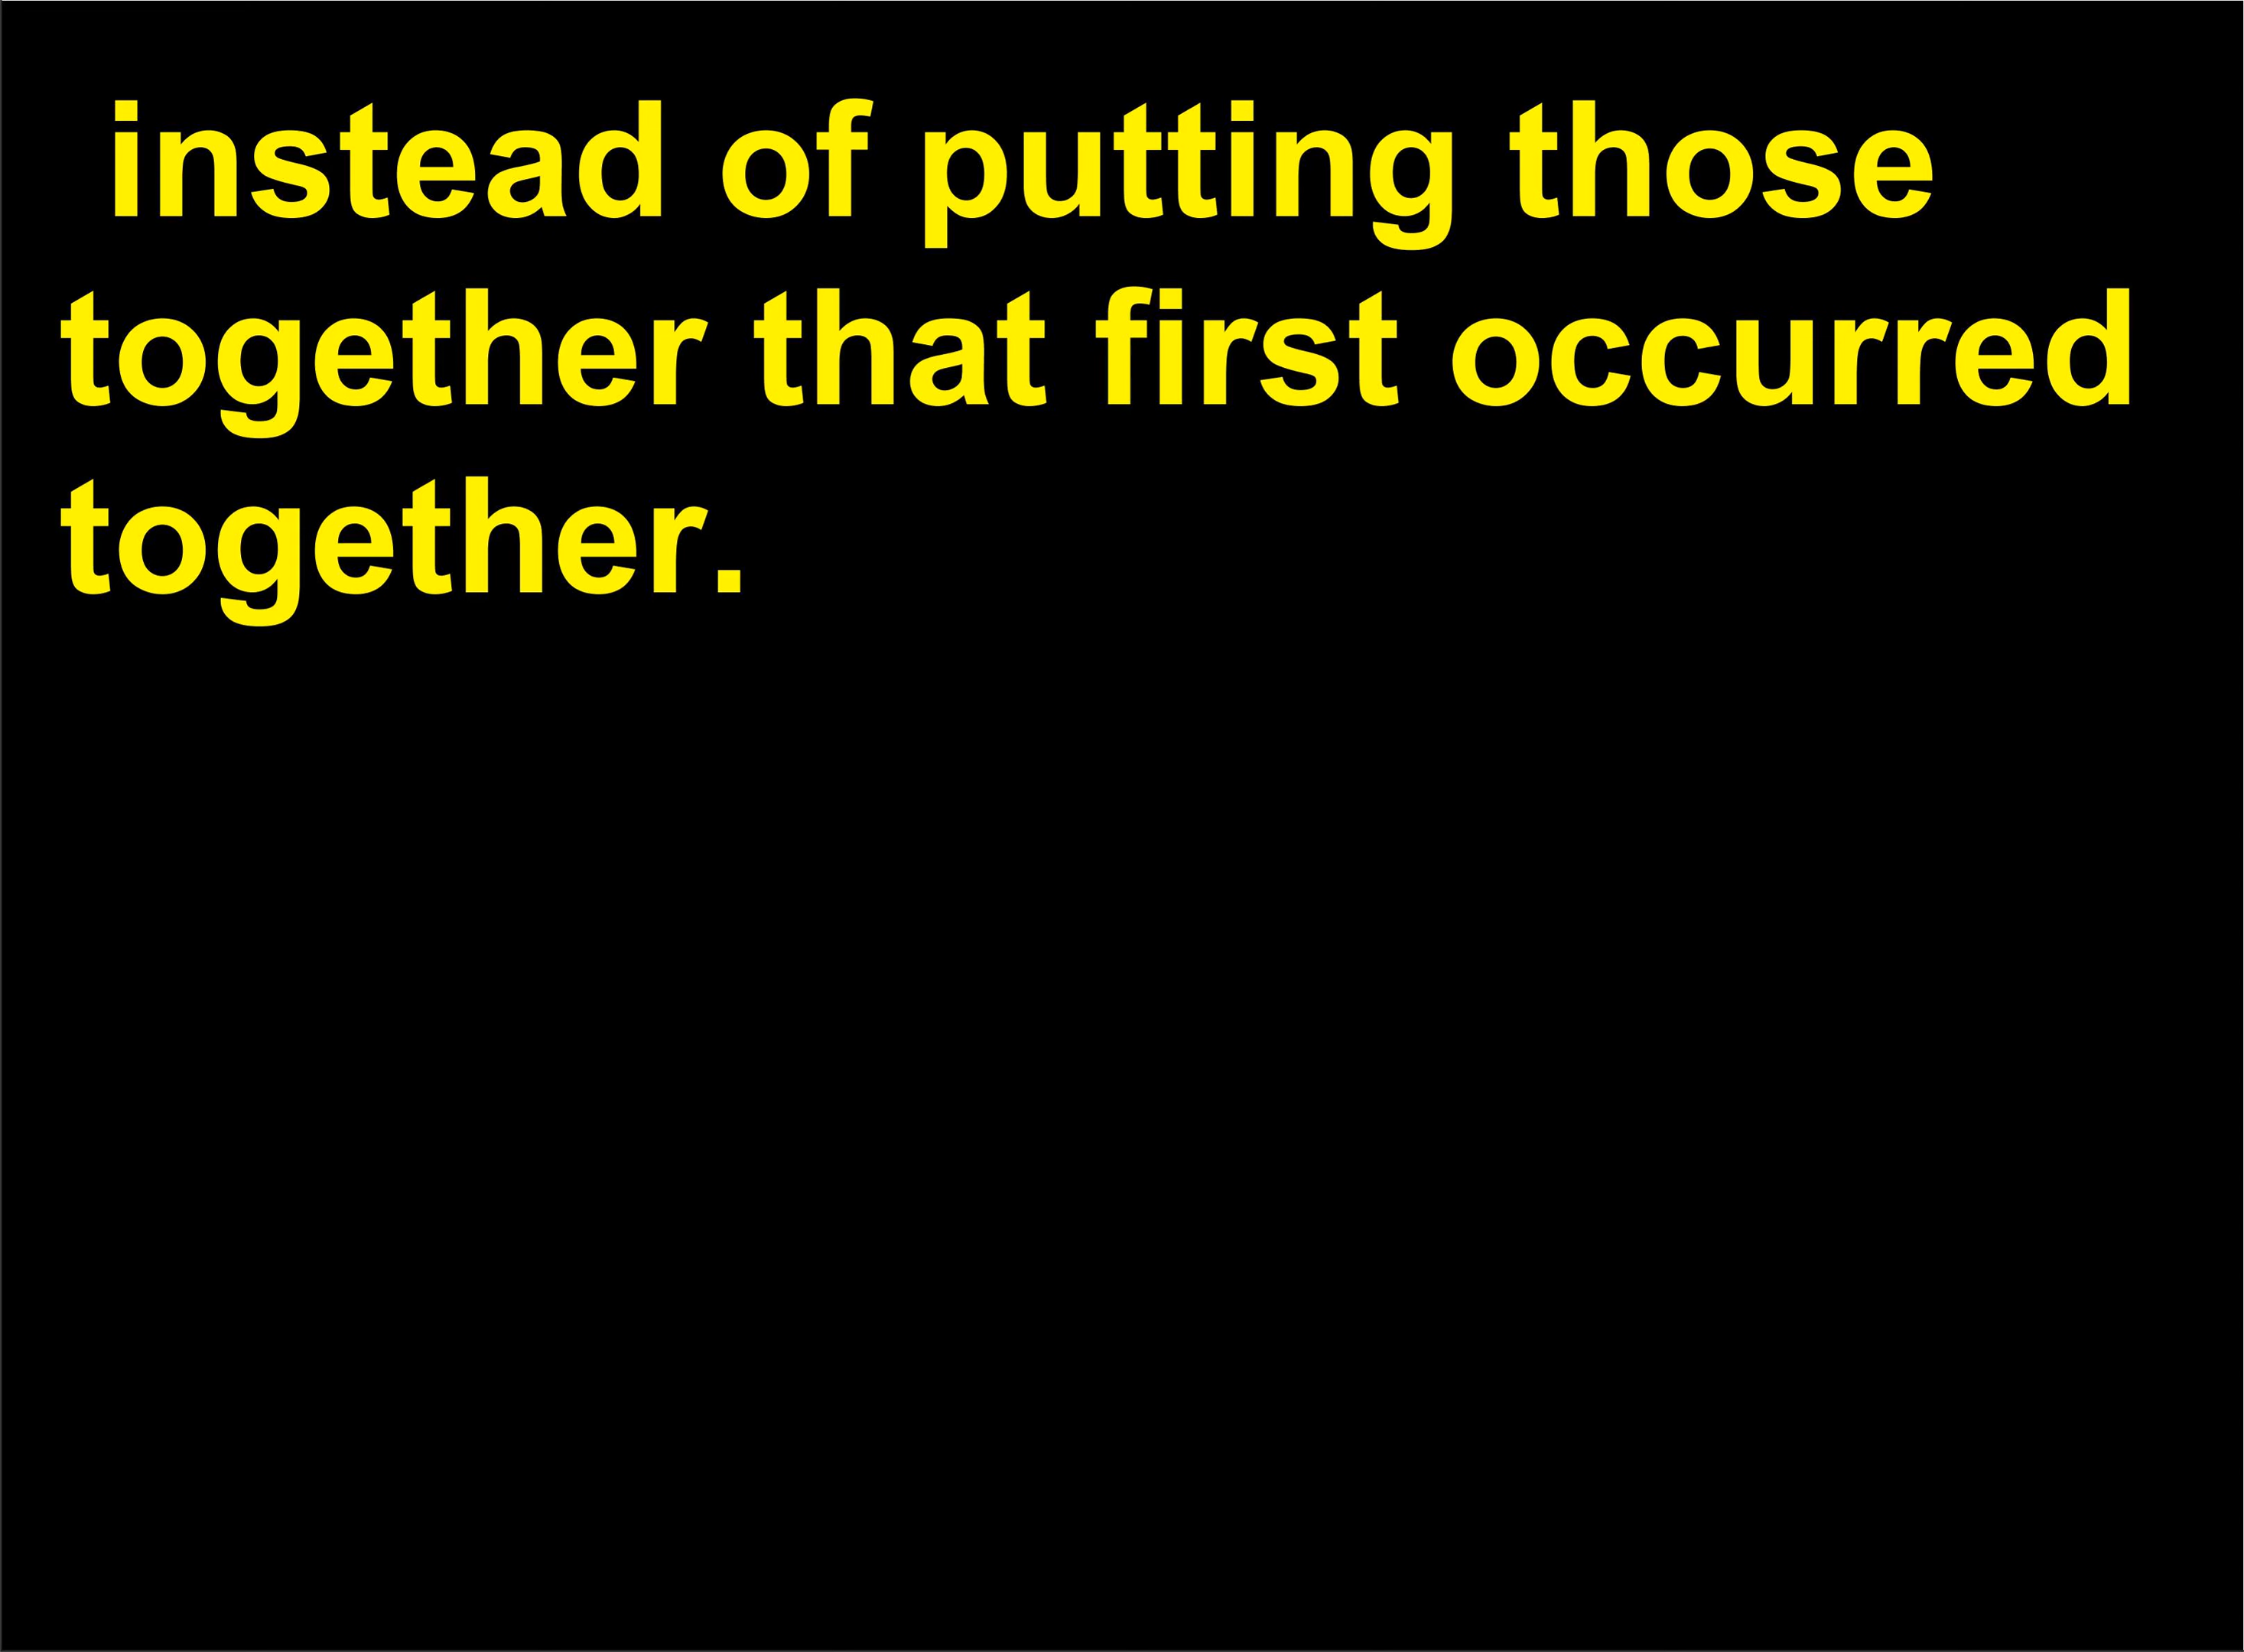 instead of putting those
together that first occurred
together.